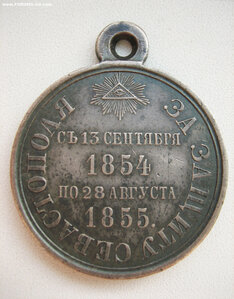 ЗА ЗАЩИТУ СЕВАСТОПОЛЯ
СЪ 13 СЕНТЯБРЯ
1854
ПО 28 АВГУСТА
1855.